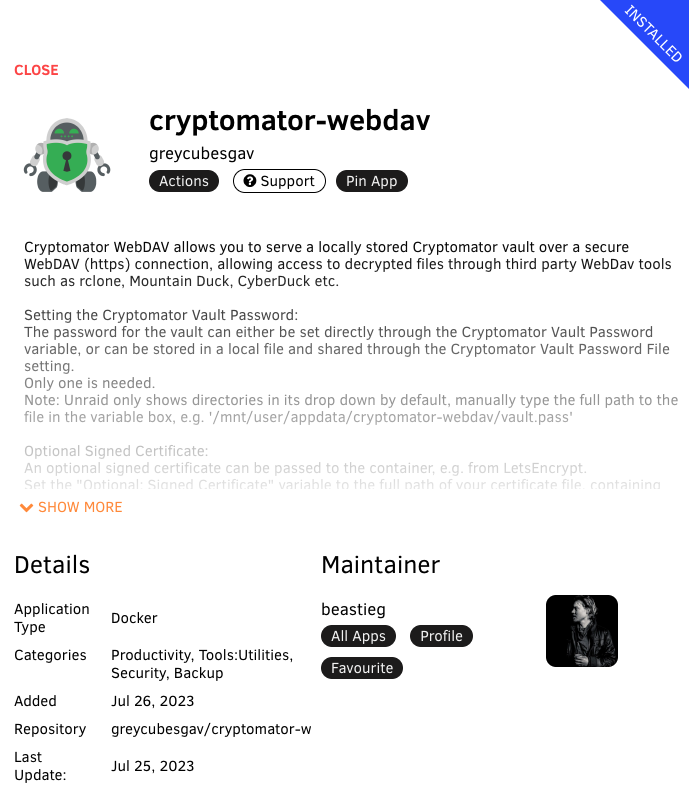 INSTALLED
CLOSE
cryptomator-webdav
greycubesgav
Actions
Support
Pin App
Cryptomator WebDAV allows you to serve a locally stored Cryptomator vault over a secure
WebDAV (https) connection, allowing access to decrypted files through third party WebDav tools
such as rclone, Mountain Duck, CyberDuck etc.
Setting the Cryptomator Vault Password:
The password for the vault can either be set directly through the Cryptomator Vault Password
variable, or can be stored in a local file and shared through the Cryptomator Vault Password File
setting.
Only one is needed.
Note: Unraid only shows directories in its drop down by default, manually type the full path to the
file in the variable box, e.g. '/mnt/user/appdata/cryptomator-webdav/vault.pass'
Optional Signed Certificate:
An optional signed certificate can be passed to the container, e.g. from LetsEncrypt.
Set the "Optional: Signed Certificate" variable to the full path of your certificate file, containing
SHOW MORE
Details
Application
Type
Docker
Categories
Productivity, Tools:Utilities,
Security, Backup
Added
Jul 26, 2023
Repository
greycubesgav/cryptomator-w
Last
Update:
Jul 25, 2023
Maintainer
beastieg
All Apps
Profile
Favourite